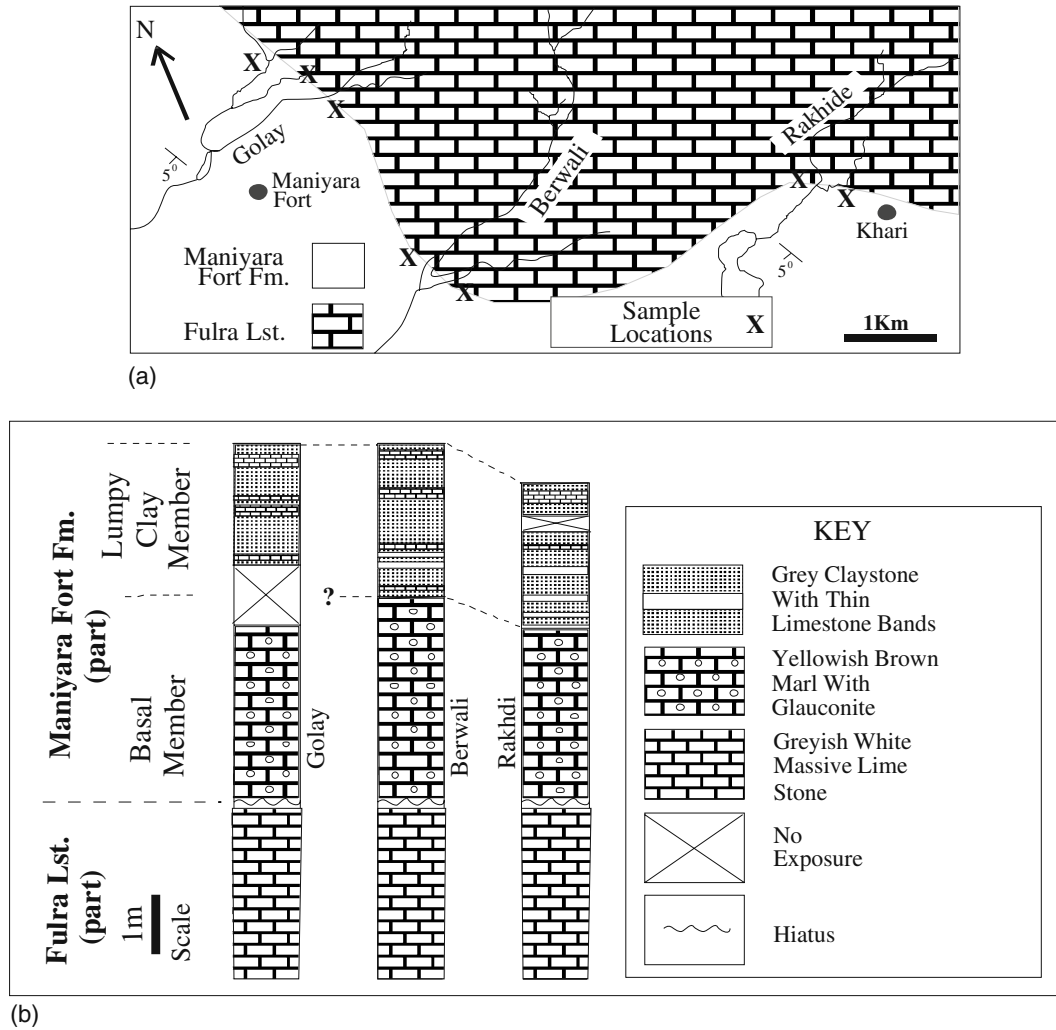 N
X
X
X
Golay
5⁰
Maniyara
Fort
Maniyara
Fort Fm.
Fulra Lst.
X
X
Berwali
Rakhide
X
X
Khari
5⁰
Sample
Locations
X
1Km
(a)
Maniyara Fort Fm.
(part)
Lumpy
Clay
Member
Basal
Member
Fulra Lst.
(part)
1m
Scale
?
Golay
Berwali
Rakhdi
KEY
Grey Claystone
With Thin
Limestone Bands
Yellowish Brown
Marl With
Glauconite
Greyish White
Massive Lime
Stone
No
Exposure
Hiatus
(b)